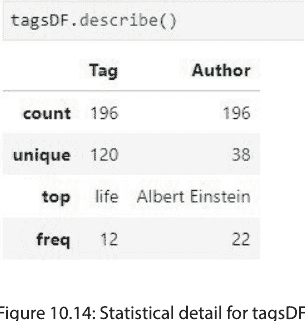 tagsDF.describe()
Tag Author
count 196 196
unique 120 38
top life Albert Einstein
freq 12 22
Figure 10.14: Statistical detail for tagsDF